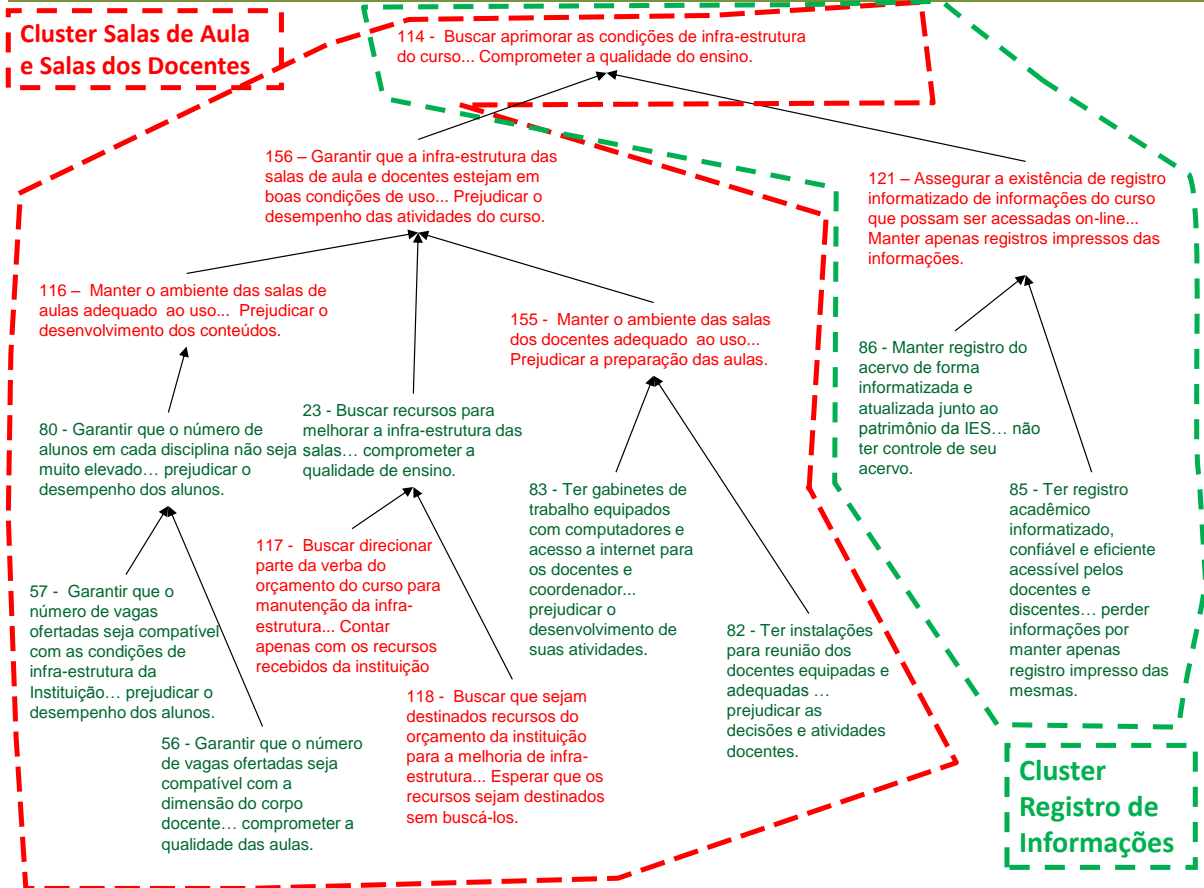 Cluster Salas de Aula
e Salas dos Docentes
114 - Buscar aprimorar as condições de infra-estrutura
do curso... Comprometer a qualidade do ensino.
156 – Garantir que a infra-estrutura das
salas de aula e docentes estejam em
boas condições de uso... Prejudicar o
desempenho das atividades do curso.
121 – Assegurar a existência de registro
informatizado de informações do curso
que possam ser acessadas on-line...
Manter apenas registros impressos das
informações.
116 – Manter o ambiente das salas de
aulas adequado ao uso... Prejudicar o
desenvolvimento dos conteúdos.
155 - Manter o ambiente das salas
dos docentes adequado ao uso...
Prejudicar a preparação das aulas.
86 - Manter registro do
acervo de forma
informatizada e
atualizada junto ao
patrimônio da IES… não
ter controle de seu
acervo.
80 - Garantir que o número de
alunos em cada disciplina não seja
muito elevado… prejudicar o
desempenho dos alunos.
23 - Buscar recursos para
melhorar a infra-estrutura das
salas… comprometer a
qualidade de ensino.
83 - Ter gabinetes de
trabalho equipados
com computadores e
acesso a internet para
os docentes e
coordenador...
prejudicar o
desenvolvimento de
suas atividades.
85 - Ter registro
acadêmico
informatizado,
confiável e eficiente
acessível pelos
docentes e
discentes… perder
informações por
manter apenas
registro impresso das
mesmas.
57 - Garantir que o
número de vagas
ofertadas seja compatível
com as condições de
infra-estrutura da
Instituição… prejudicar o
desempenho dos alunos.
117 - Buscar direcionar
parte da verba do
orçamento do curso para
manutenção da infra-
estrutura... Contar
apenas com os recursos
recebidos da instituição
82 - Ter instalações
para reunião dos
docentes equipadas e
adequadas …
prejudicar as
decisões e atividades
docentes.
118 - Buscar que sejam
destinados recursos do
orçamento da instituição
para a melhoria de infra-
estrutura... Esperar que os
recursos sejam destinados
sem buscá-los.
56 - Garantir que o número
de vagas ofertadas seja
compatível com a
dimensão do corpo
docente… comprometer a
qualidade das aulas.
Cluster
Registro de
Informações